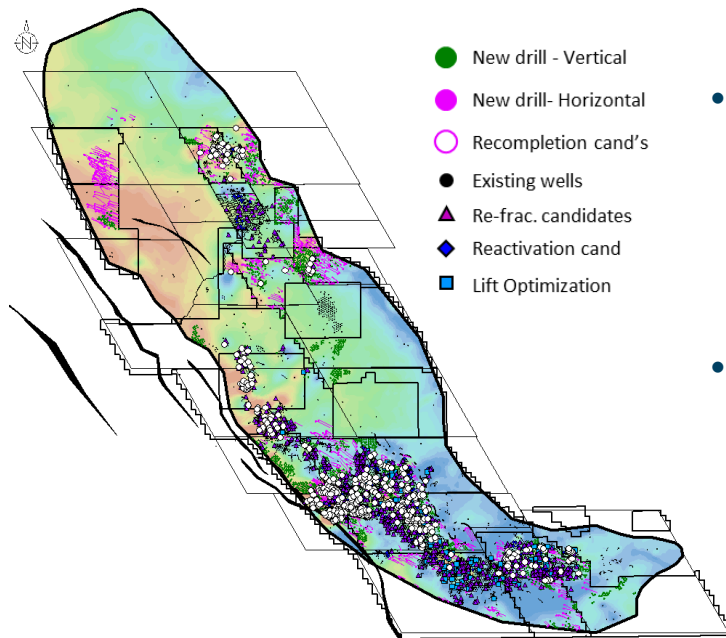 N
New drill - Vertical
New drill- Horizontal
Recompletion cand's
Existing wells
Re-frac. candidates
Reactivation cand
Lift Optimization